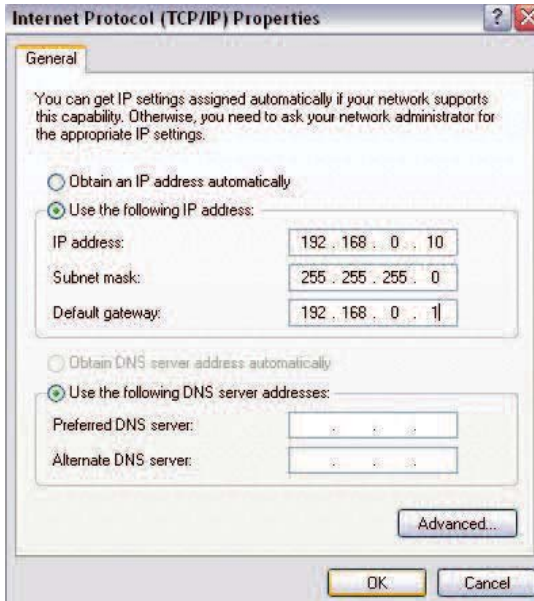 Internet Protocol (TCP/IP) Properties
General
You can get IP settings assigned automatically if your network supports
this capability. Otherwise, you need to ask your network administrator for
the appropriate IP settings.
Obtain an IP address automatically
Use the following IP address:
IP address: 192 . 168 . 0 . 10
Subnet mask: 255 . 255 . 255 . 0
Default gateway: 192 . 168 . 0 . 1
Obtain DNS server address automatically
Use the following DNS server addresses:
Preferred DNS server: . . .
Alternate DNS server: . . .
Advanced...
OK Cancel